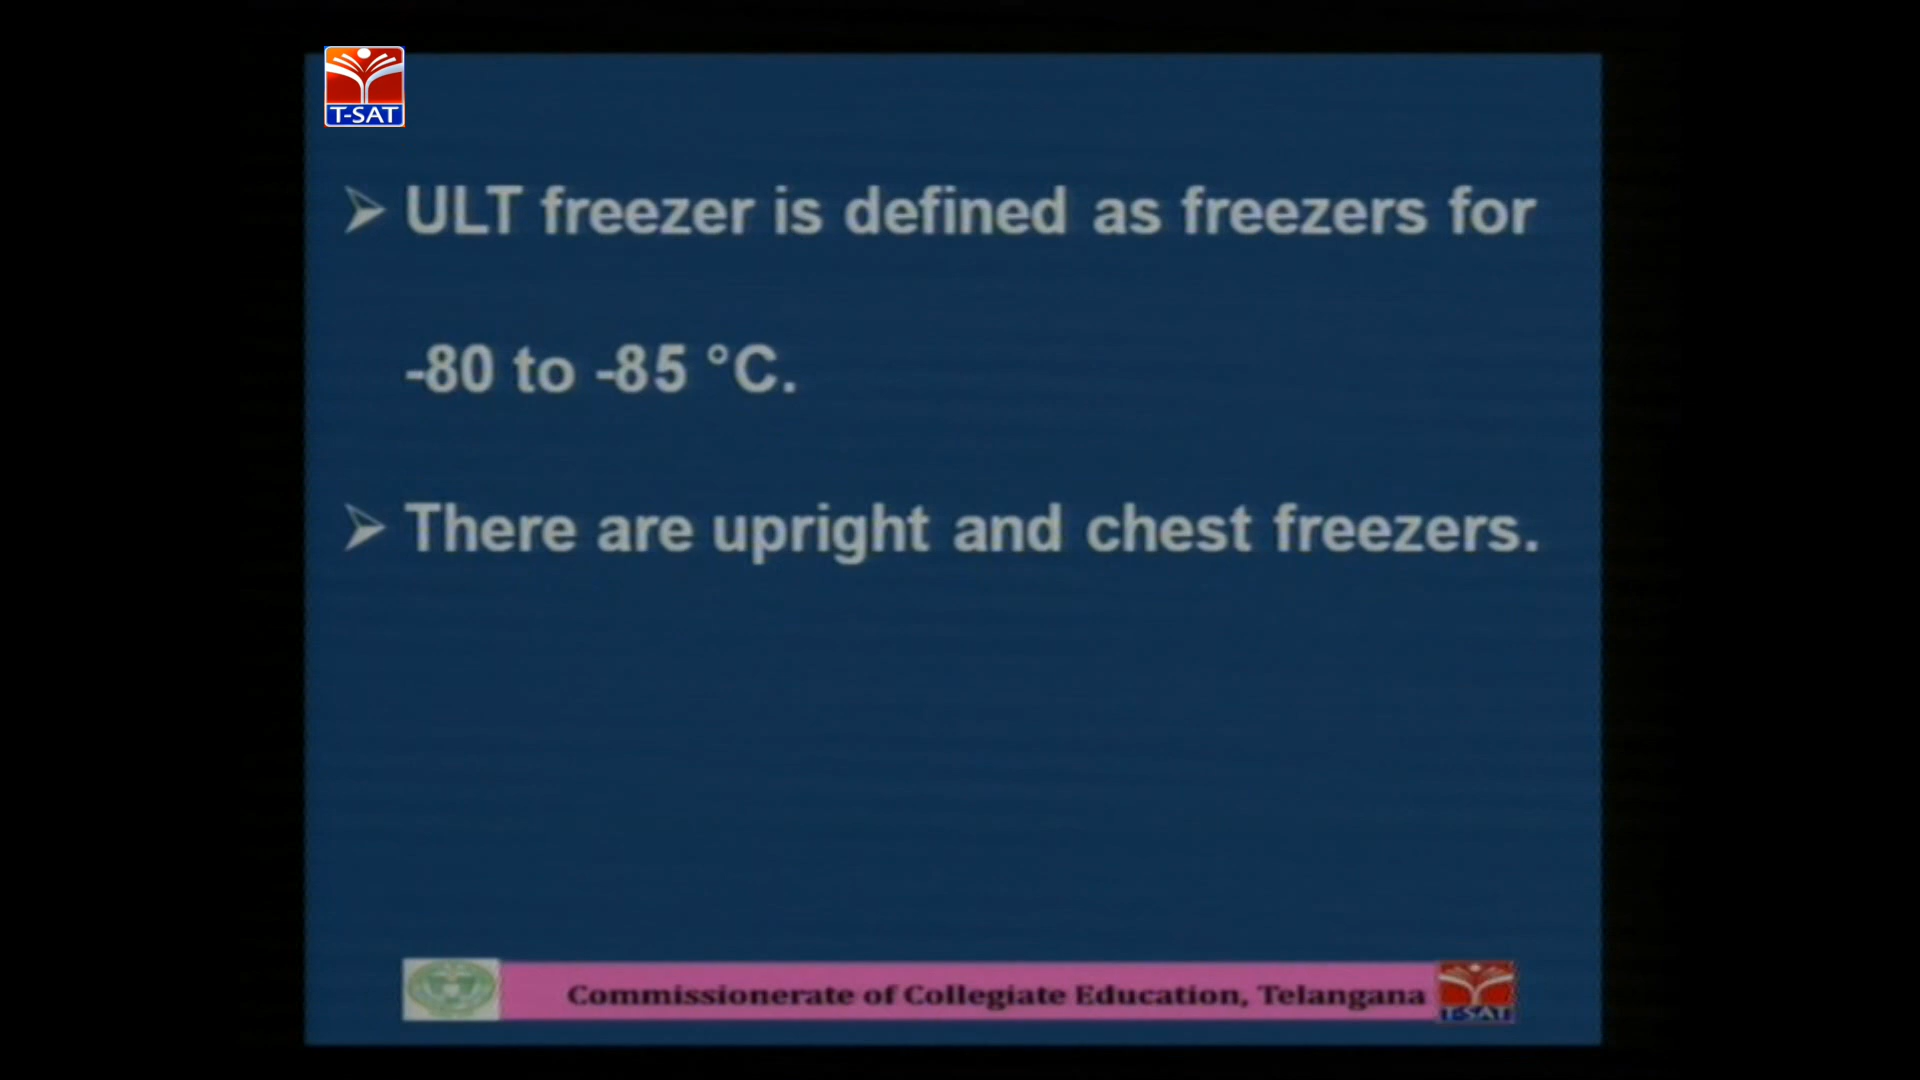 T-SAT
➢ ULT freezer is defined as freezers for
-80 to -85 °C.
➢ There are upright and chest freezers.
Commissionerate of Collegiate Education, Telangana
T-SAT